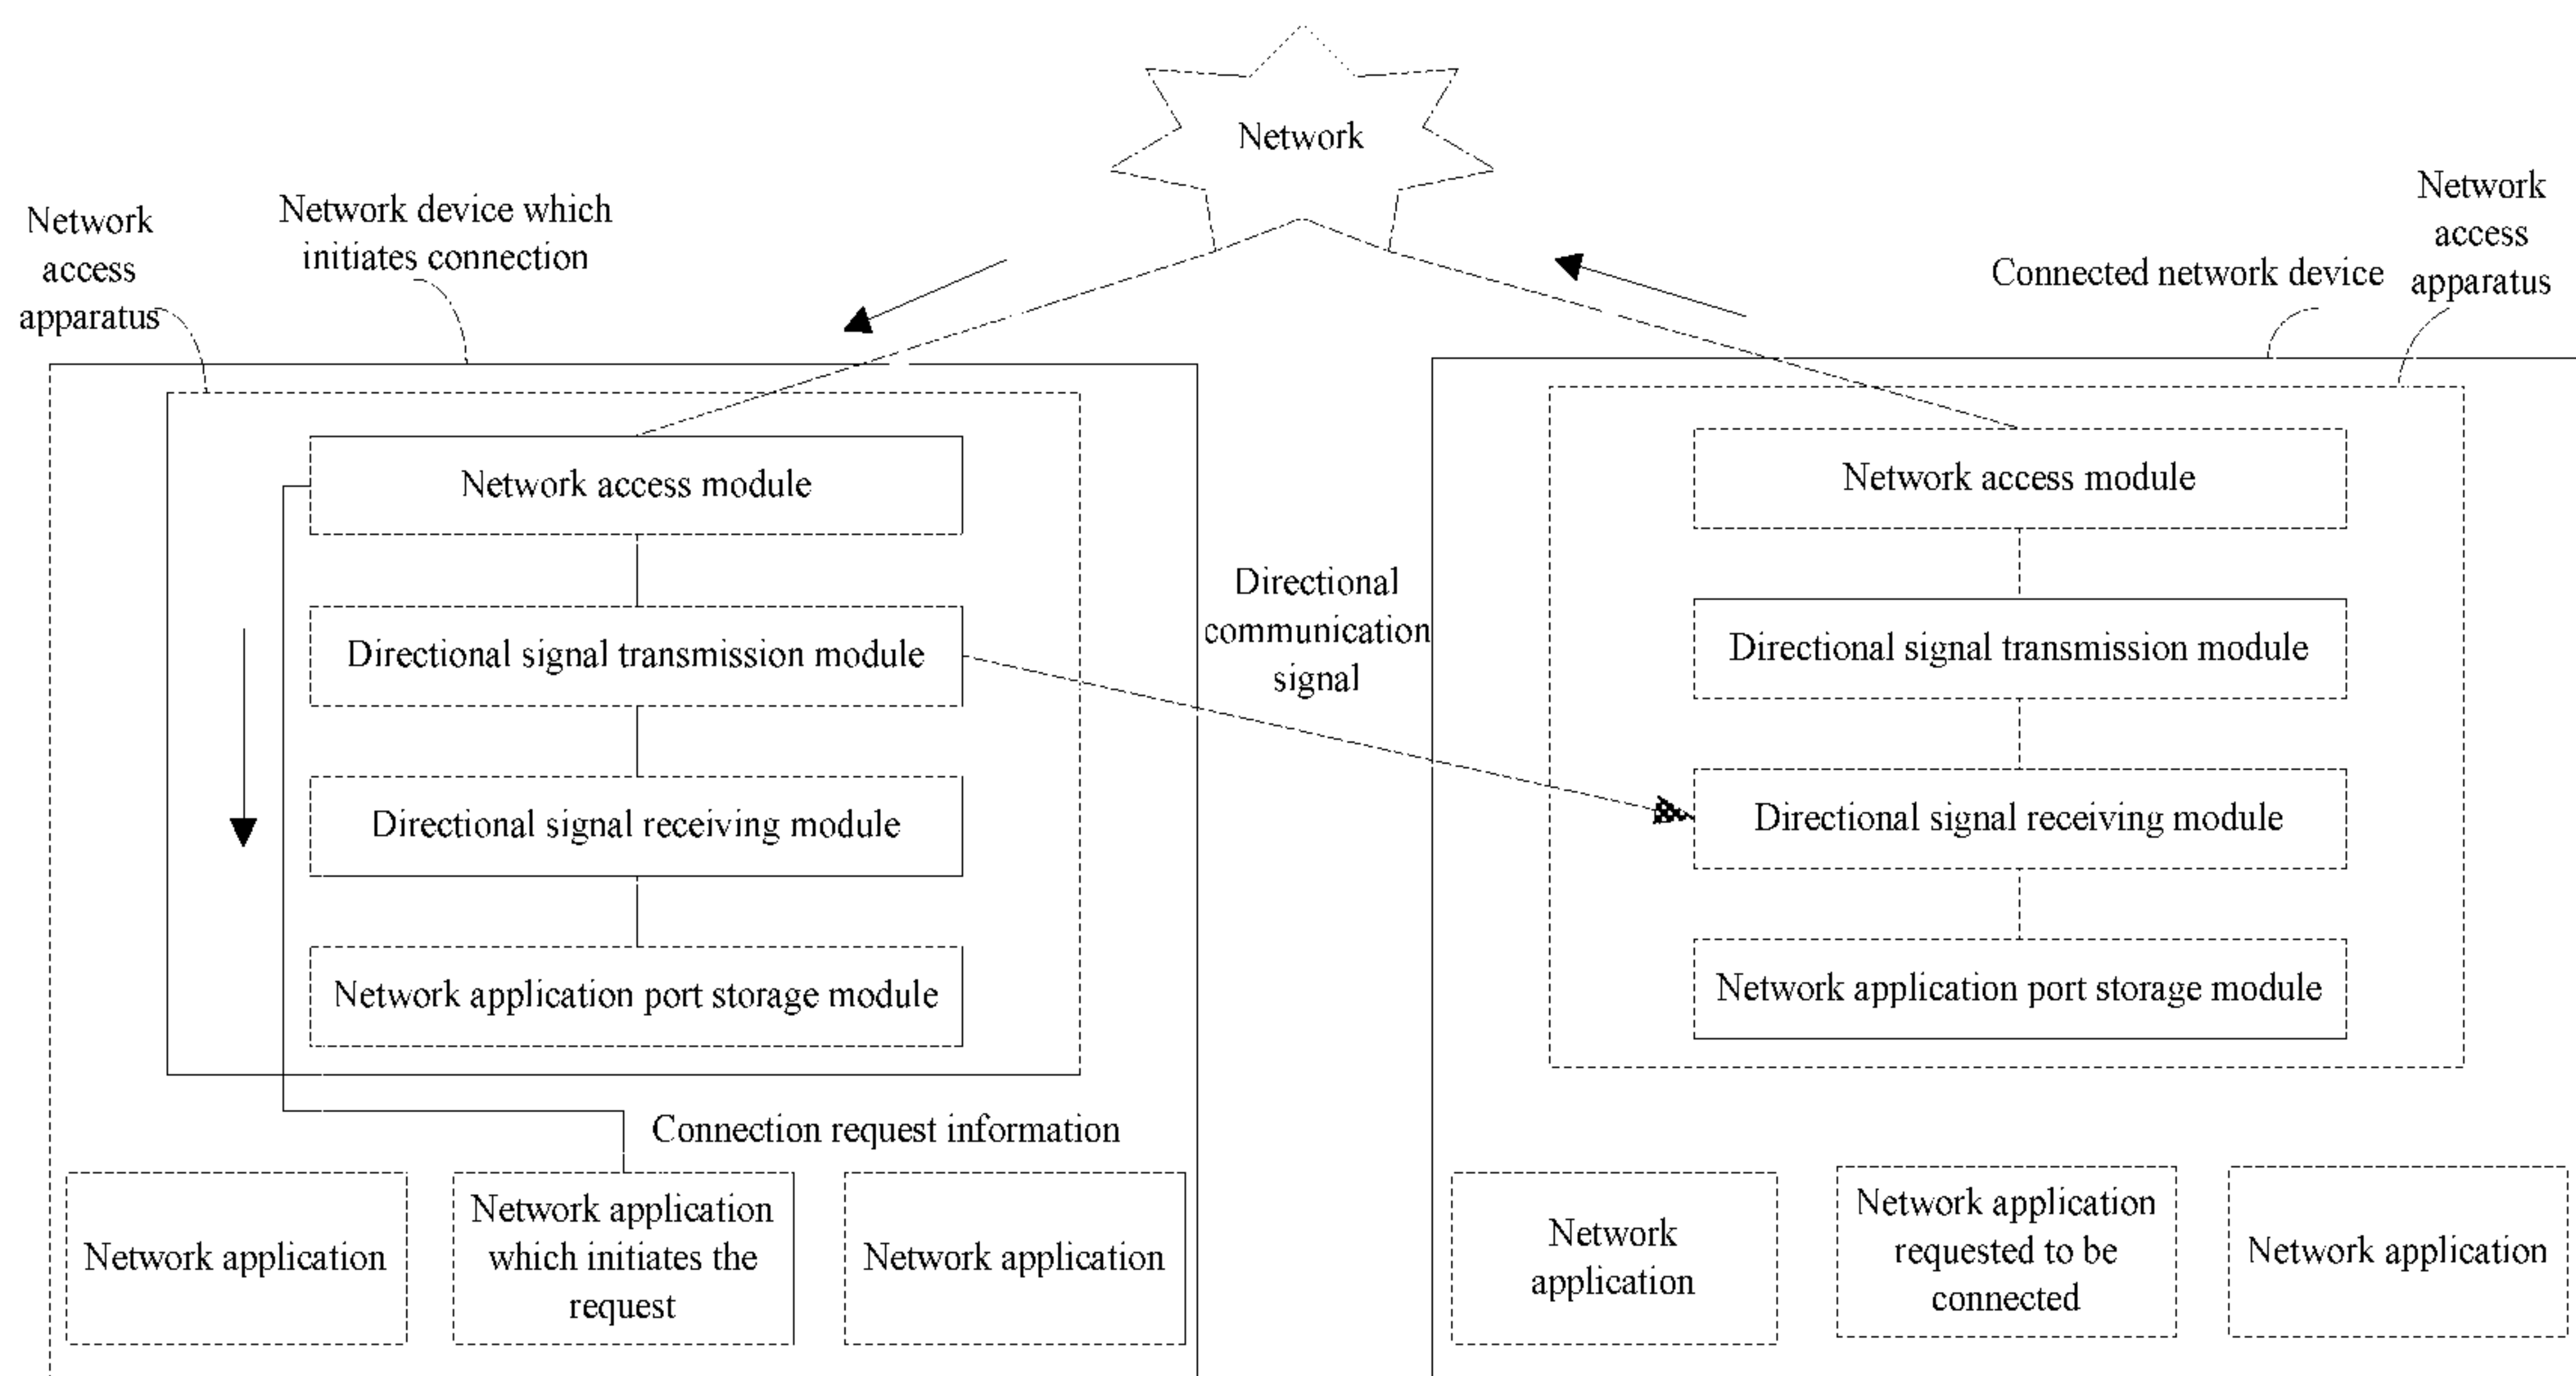 Network
Network
access
apparatus
Network device which
initiates connection
Connected network device
Network
access
apparatus
Network access module
Directional signal transmission module
Directional signal receiving module
Network application port storage module
Directional
communication
signal
Network access module
Directional signal transmission module
Directional signal receiving module
Network application port storage module
Connection request information
Network application
Network application
which initiates the
request
Network application
Network
application
Network application
requested to be
connected
Network application